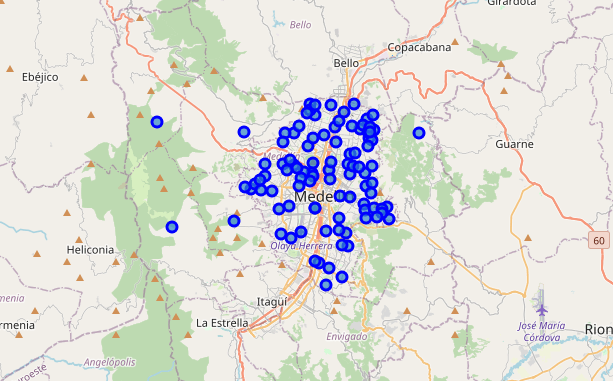 Girardota
Bello
Copacabana
Bello
Ebéjico
Guarne
Mede
Heliconia
Olaya Herrera
60
Itagüí
José María
Córdova
Rion
La Estrella
Envigado
Angelópolis